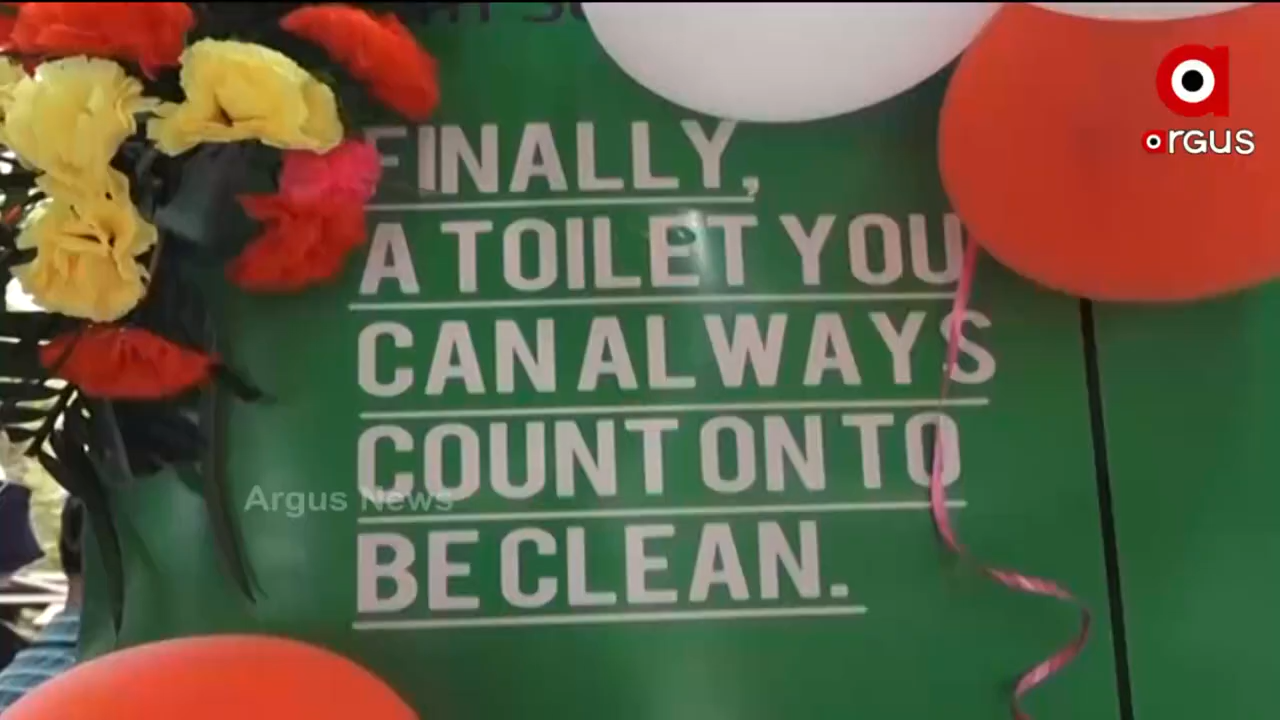 FINALLY,
A TOILET YOU
CAN ALWAYS
COUNT ON TO
BE CLEAN.
Argus News
argus